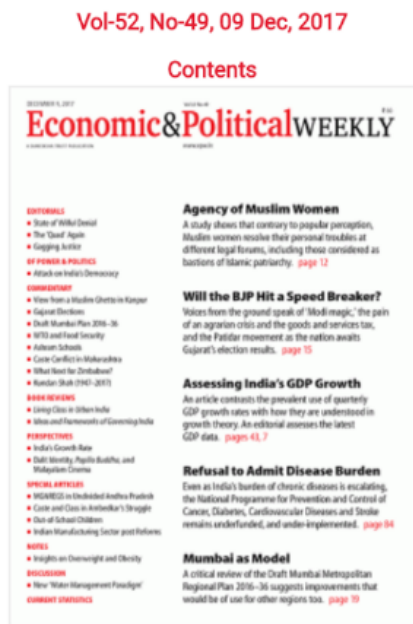 Vol-52, No-49, 09 Dec, 2017
Contents
DECEMBER 9, 2017
Economic&PoliticalWEEKLY
www.epw.in
EDITORIALS
State of Wilful Denial
The 'Quad' Again
Gagging Justice
OF POWER & POLITICS
Attack on India's Democracy
COMMENTARY
View from a Muslim Ghetto in Kanpur
Gujarat Elections
Draft Mumbai Plan 2016–36
WTO and Food Security
Ashram Schools
Caste Conflict in Maharashtra
What Next for Zimbabwe?
Kundan Shah (1947–2017)
BOOK REVIEWS
Living Class in Urban India
Ideas and Frameworks of Governing India
PERSPECTIVES
India's Growth Rate
Dalit Identity, Papilio Buddha, and
Malayalam Cinema
SPECIAL ARTICLES
MGNREGS in Undivided Andhra Pradesh
Caste and Class in Ambedkar's Struggle
Out-of-School Children
Indian Manufacturing Sector post Reforms
NOTES
Insights on Overweight and Obesity
DISCUSSION
New 'Water Management Paradigm'
CURRENT STATISTICS
Agency of Muslim Women
A study shows that contrary to popular perception,
Muslim women resolve their personal troubles at
different legal forums, including those considered as
bastions of Islamic patriarchy. page 12
Will the BJP Hit a Speed Breaker?
Voices from the ground speak of 'Modi magic,' the pain
of an agrarian crisis and the goods and services tax,
and the Patidar movement as the nation awaits
Gujarat's election results. page 15
Assessing India's GDP Growth
An article contrasts the prevalent use of quarterly
GDP growth rates with how they are understood in
growth theory. An editorial assesses the latest
GDP data. pages 43, 7
Refusal to Admit Disease Burden
Even as India's burden of chronic diseases is escalating,
the National Programme for Prevention and Control of
Cancer, Diabetes, Cardiovascular Diseases and Stroke
remains underfunded, and under-implemented. page 84
Mumbai as Model
A critical review of the Draft Mumbai Metropolitan
Regional Plan 2016–36 suggests improvements that
would be of use for other regions too. page 19